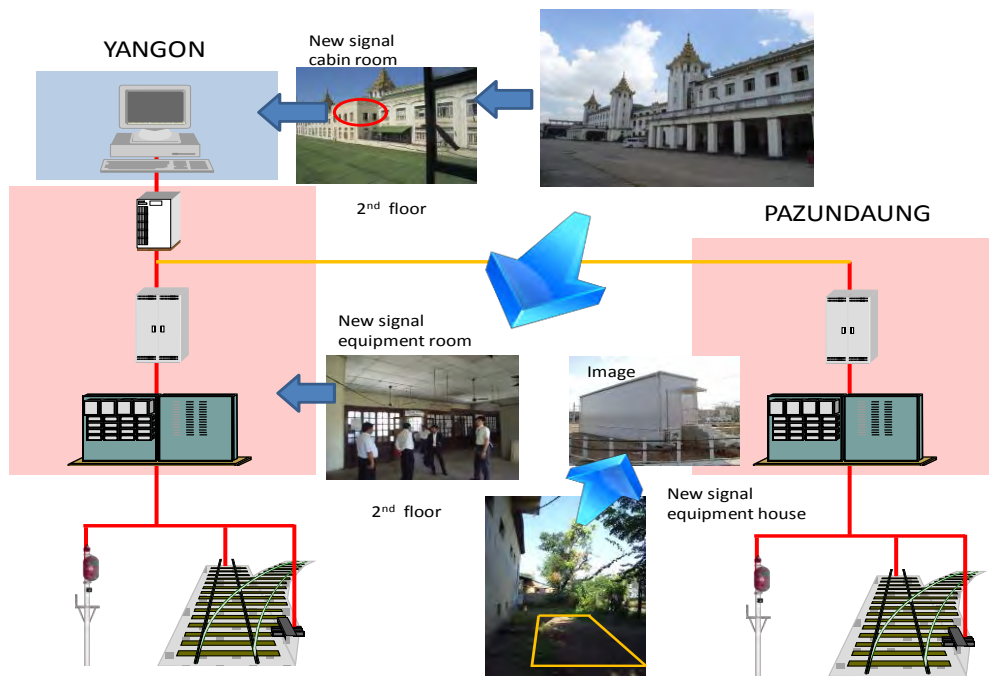 YANGON
New signal
cabin room
2nd floor
PAZUNDAUNG
New signal
equipment room
Image
2nd floor
New signal
equipment house